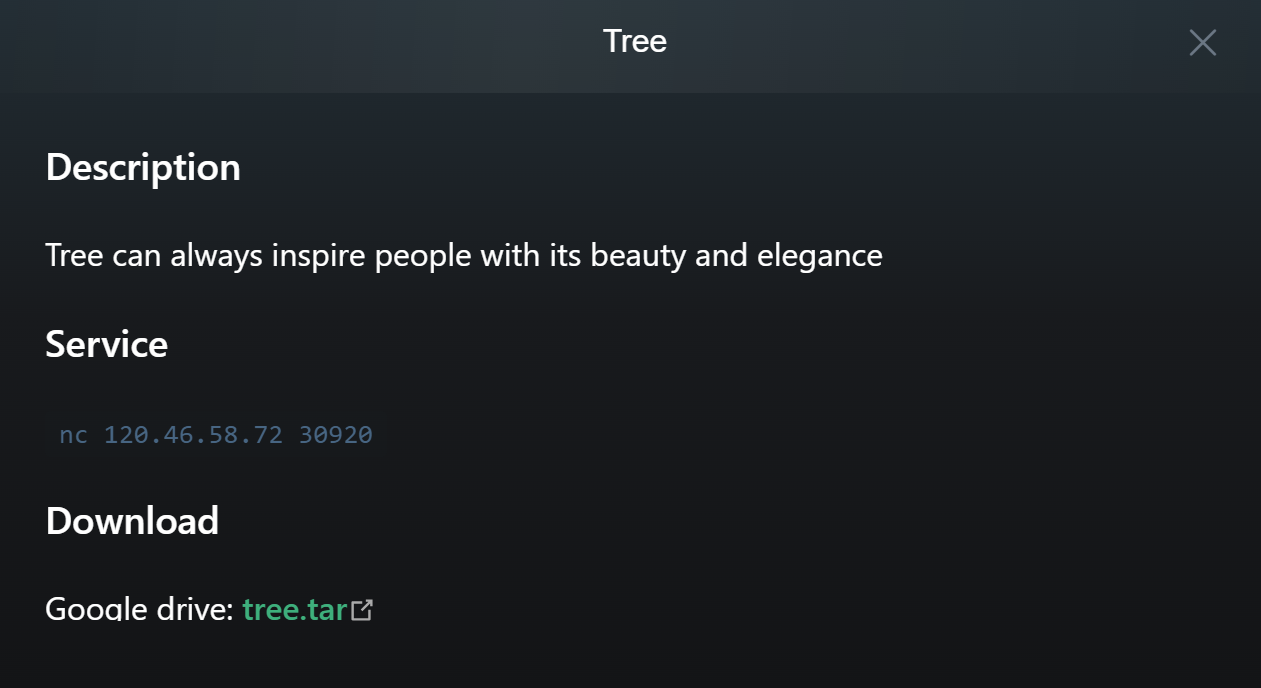 Tree
Description
Tree can always inspire people with its beauty and elegance
Service
nc 120.46.58.72 30920
Download
Google drive: tree.tar